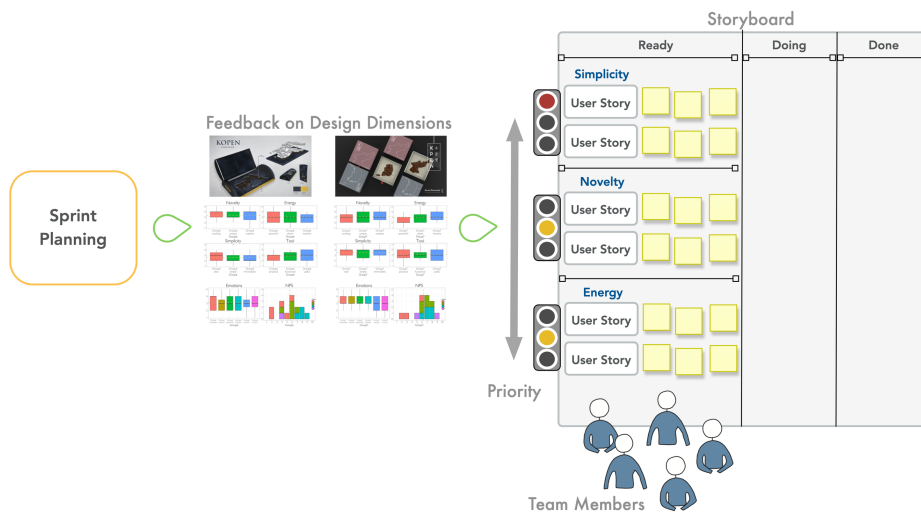 Storyboard
Ready
Doing
Done
Simplicity
User Story
User Story
Feedback on Design Dimensions
KOPEN
Sprint
Planning
Novelty
Energy
Novelty
Energy
Simplicity
Total
Simplicity
Emotions
NPS
Emotions
NPS
Novelty
User Story
User Story
Energy
User Story
User Story
Priority
Team Members